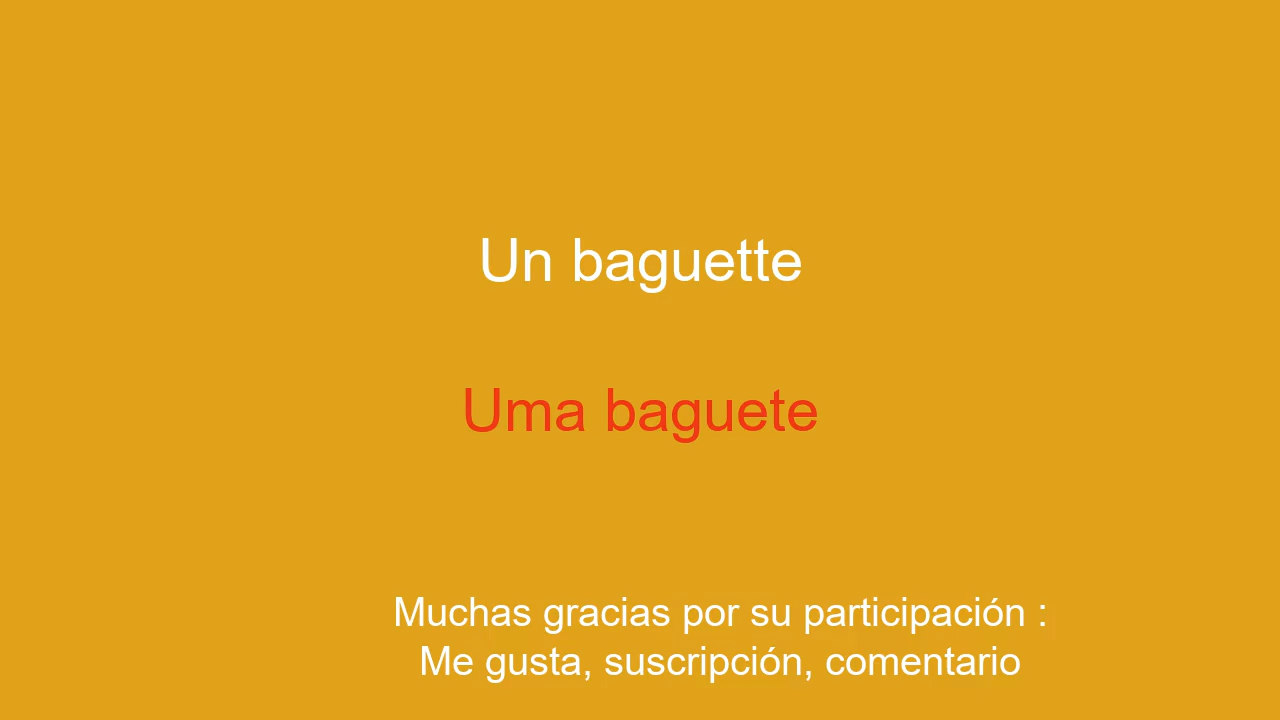 Un baguette
Uma baguete
Muchas gracias por su participación :
Me gusta, suscripción, comentario